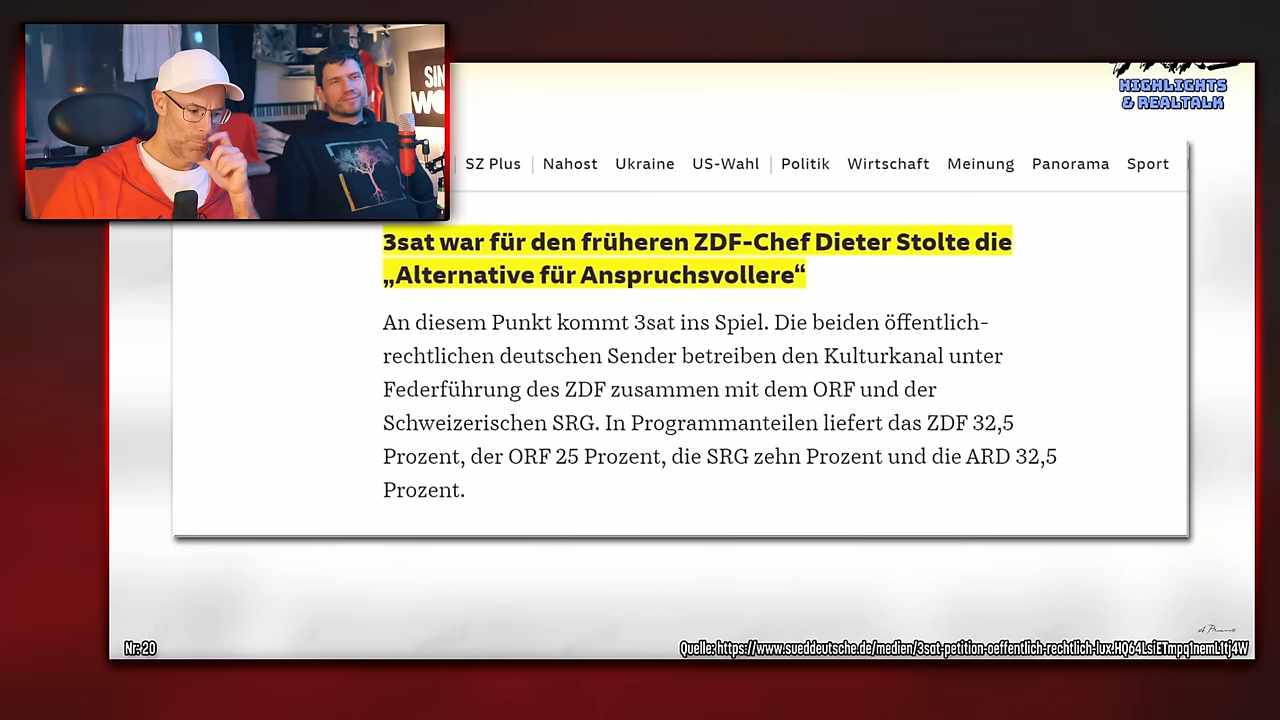 HIGHLIGHTS
& REALTALK
SIN
WO
SZ Plus Nahost Ukraine US-Wahl Politik Wirtschaft Meinung Panorama Sport
3sat war für den früheren ZDF-Chef Dieter Stolte die
„Alternative für Anspruchsvollere“
An diesem Punkt kommt 3sat ins Spiel. Die beiden öffentlich-
rechtlichen deutschen Sender betreiben den Kulturkanal unter
Federführung des ZDF zusammen mit dem ORF und der
Schweizerischen SRG. In Programmanteilen liefert das ZDF 32,5
Prozent, der ORF 25 Prozent, die SRG zehn Prozent und die ARD 32,5
Prozent.
Nr. 20
Quelle: https://www.sueddeutsche.de/medien/3sat-petition-oeffentlich-rechtlich-lux.HQ64LsiETmpq1nemL1tj4W